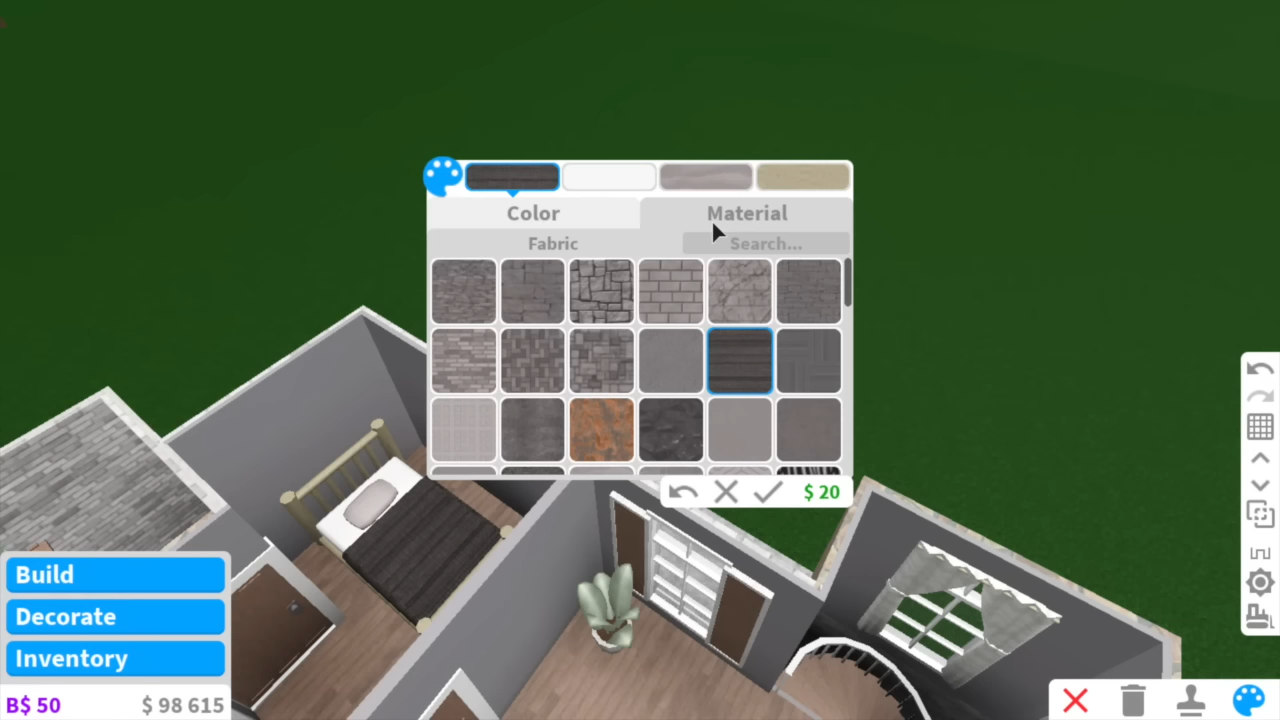 Color
Material
Fabric
Search...
$ 20
Build
Decorate
Inventory
B$ 50
$ 98 615